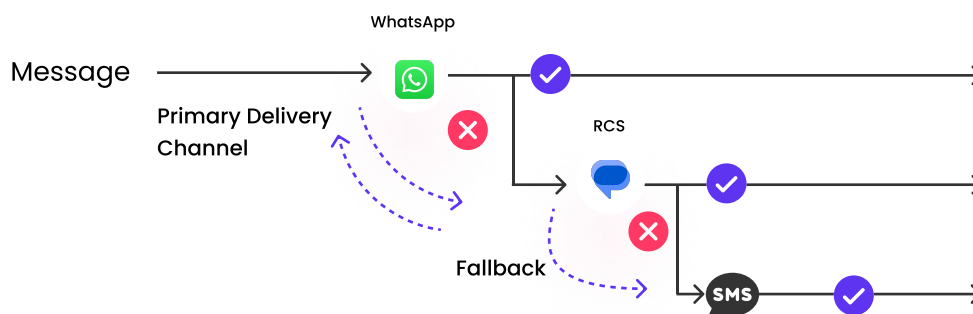 WhatsApp
Message
Primary Delivery
Channel
RCS
Fallback
SMS